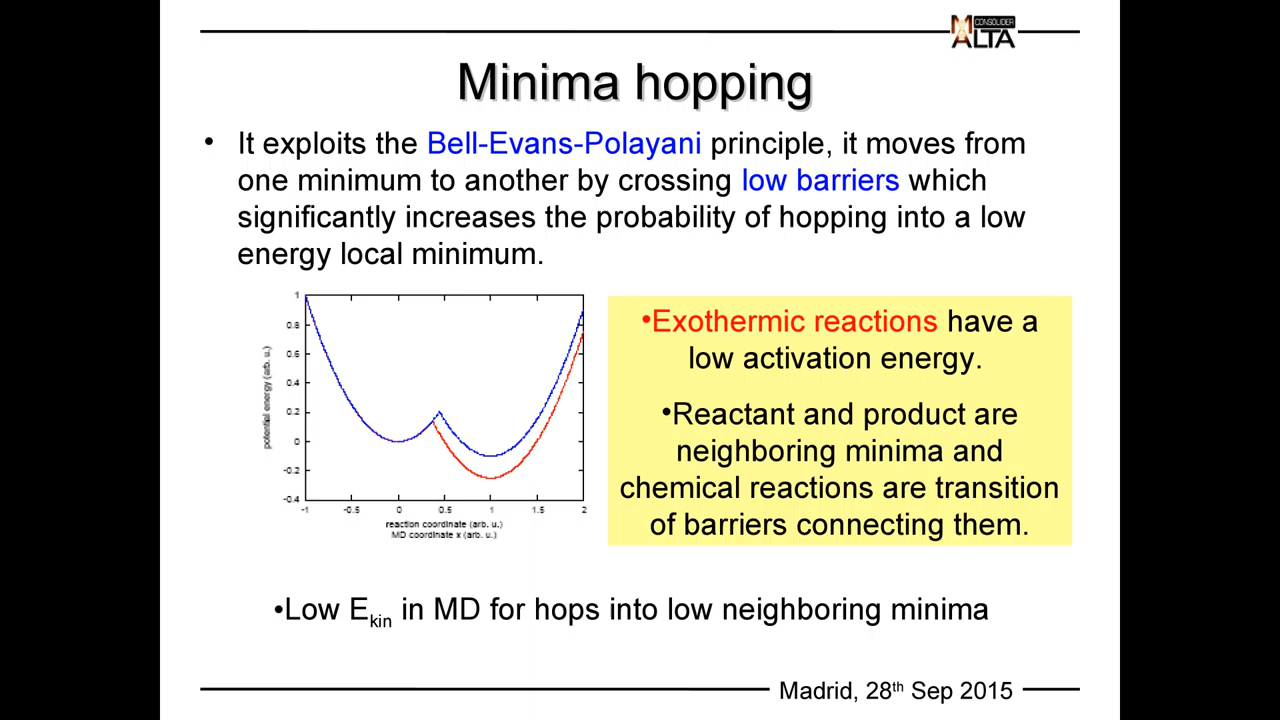 CONSOLIDER
MALTA
Minima hopping
• It exploits the Bell-Evans-Polayani principle, it moves from
one minimum to another by crossing low barriers which
significantly increases the probability of hopping into a low
energy local minimum.
potential energy (arb. u.)
1
0.8
0.6
0.4
0.2
0
-0.2
-0.4
-1 -0.5 0 0.5 1 1.5 2
reaction coordinate (arb. u.)
MD coordinate x (arb. u.)
•Exothermic reactions have a
low activation energy.
•Reactant and product are
neighboring minima and
chemical reactions are transition
of barriers connecting them.
•Low Ekin in MD for hops into low neighboring minima
Madrid, 28th Sep 2015